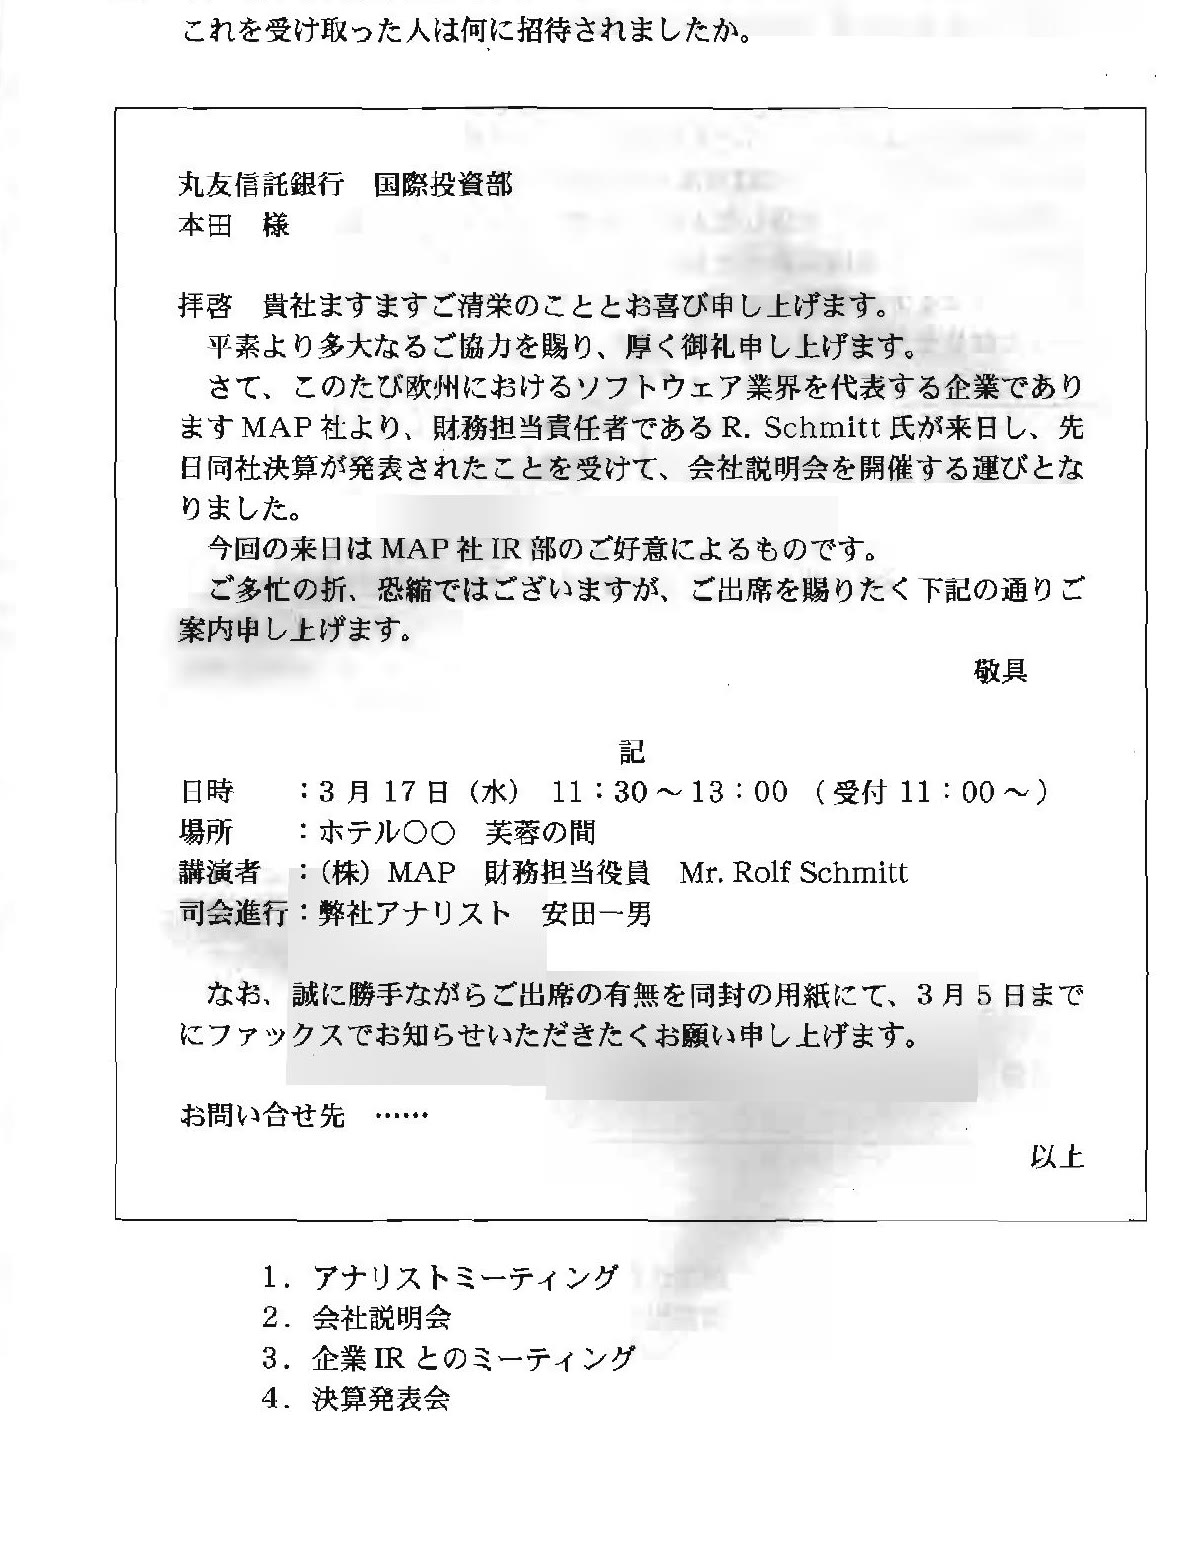 これを受け取った人は何に招待されましたか。
丸友信託銀行　国際投資部
本田　様
拝啓　貴社ますますご清栄のこととお喜び申し上げます。
平素より多大なるご協力を賜り、厚く御礼申し上げます。
さて、このたび欧州におけるソフトウェア業界を代表する企業であり
ますMAP社より、財務担当責任者であるR. Schmitt氏が来日し、先
日同社決算が発表されたことを受けて、会社説明会を開催する運びとな
りました。
今回の来日はMAP社IR部のご好意によるものです。
ご多忙の折、恐縮ではございますが、ご出席を賜りたく下記の通りご
案内申し上げます。
敬具
記
日時　　：3月17日（水）　11：30～13：00　（受付11：00～）
場所　　：ホテル○○　芙蓉の間
講演者　：（株）MAP　財務担当役員　Mr. Rolf Schmitt
司会進行：弊社アナリスト　安田一男
なお、誠に勝手ながらご出席の有無を同封の用紙にて、3月5日まで
にファックスでお知らせいただきたくお願い申し上げます。
お問い合せ先　……
以上
1．アナリストミーティング
2．会社説明会
3．企業IRとのミーティング
4．決算発表会